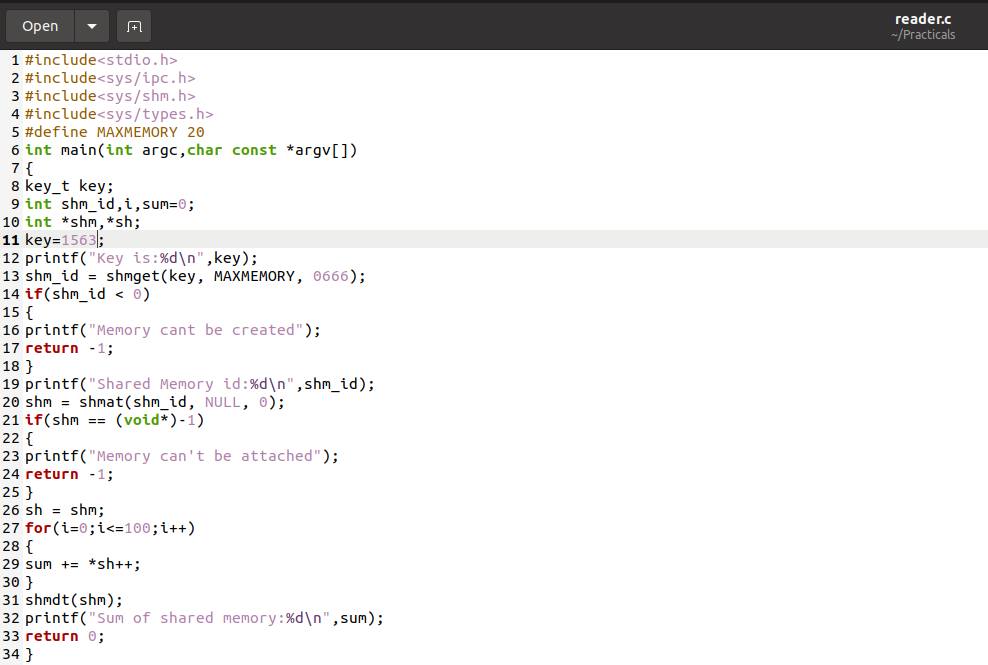 Open
reader.c
~/Practicals
1 #include<stdio.h>
2 #include<sys/ipc.h>
3 #include<sys/shm.h>
4 #include<sys/types.h>
5 #define MAXMEMORY 20
6 int main(int argc,char const *argv[])
7 {
8 key_t key;
9 int shm_id,i,sum=0;
10 int *shm,*sh;
11 key=1563;
12 printf("Key is:%d\n",key);
13 shm_id = shmget(key, MAXMEMORY, 0666);
14 if(shm_id < 0)
15 {
16 printf("Memory cant be created");
17 return -1;
18 }
19 printf("Shared Memory id:%d\n",shm_id);
20 shm = shmat(shm_id, NULL, 0);
21 if(shm == (void*)-1)
22 {
23 printf("Memory can't be attached");
24 return -1;
25 }
26 sh = shm;
27 for(i=0;i<=100;i++)
28 {
29 sum += *sh++;
30 }
31 shmdt(shm);
32 printf("Sum of shared memory:%d\n",sum);
33 return 0;
34 }